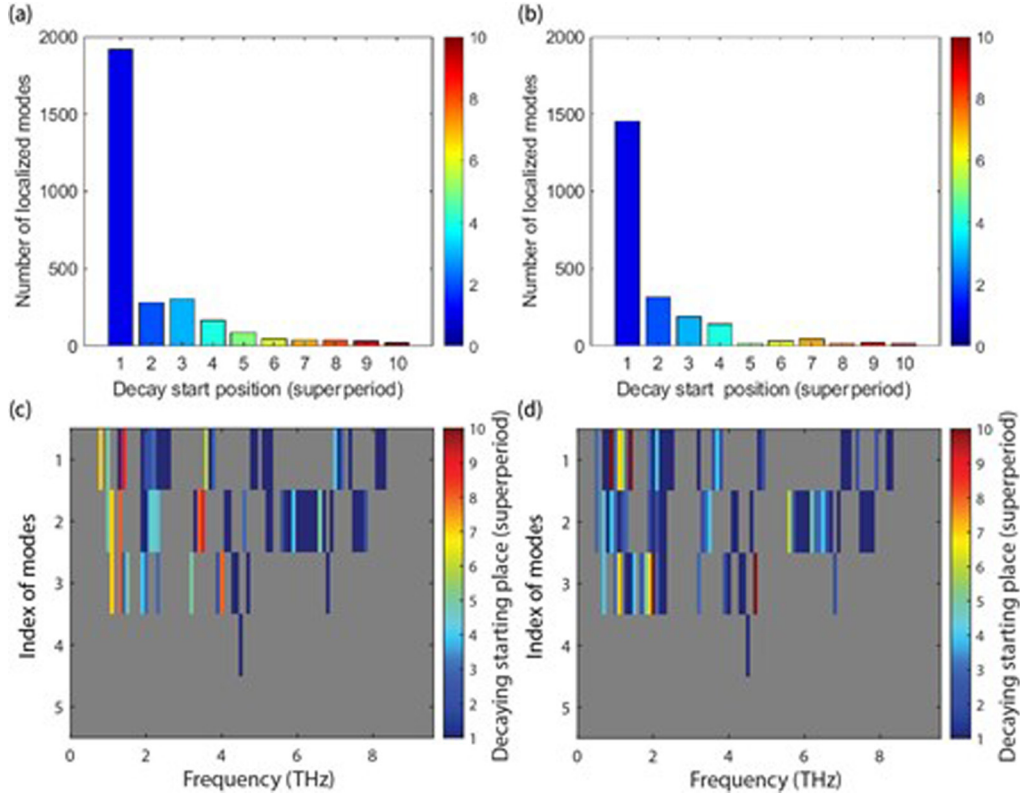 (a)
2000
1500
1000
500
0
Number of localized modes
1 2 3 4 5 6 7 8 9 10
Decay start position (superperiod)
10
8
6
4
2
0
(b)
2000
1500
1000
500
0
Number of localized modes
1 2 3 4 5 6 7 8 9 10
Decay start position (superperiod)
10
8
6
4
2
0
(c)
1
2
3
4
5
Index of modes
0 2 4 6 8
Frequency (THz)
10
9
8
7
6
5
4
3
2
1
Decaying starting place (superperiod)
(d)
1
2
3
4
5
Index of modes
0 2 4 6 8
Frequency (THz)
10
9
8
7
6
5
4
3
2
1
Decaying starting place (superperiod)